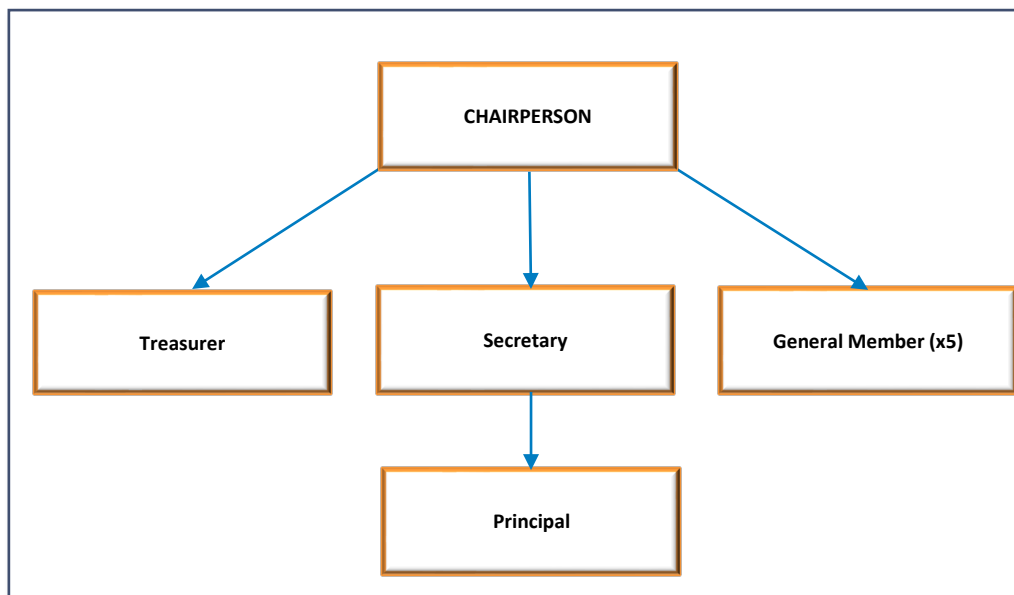 CHAIRPERSON
Treasurer
Secretary
General Member (x5)
Principal